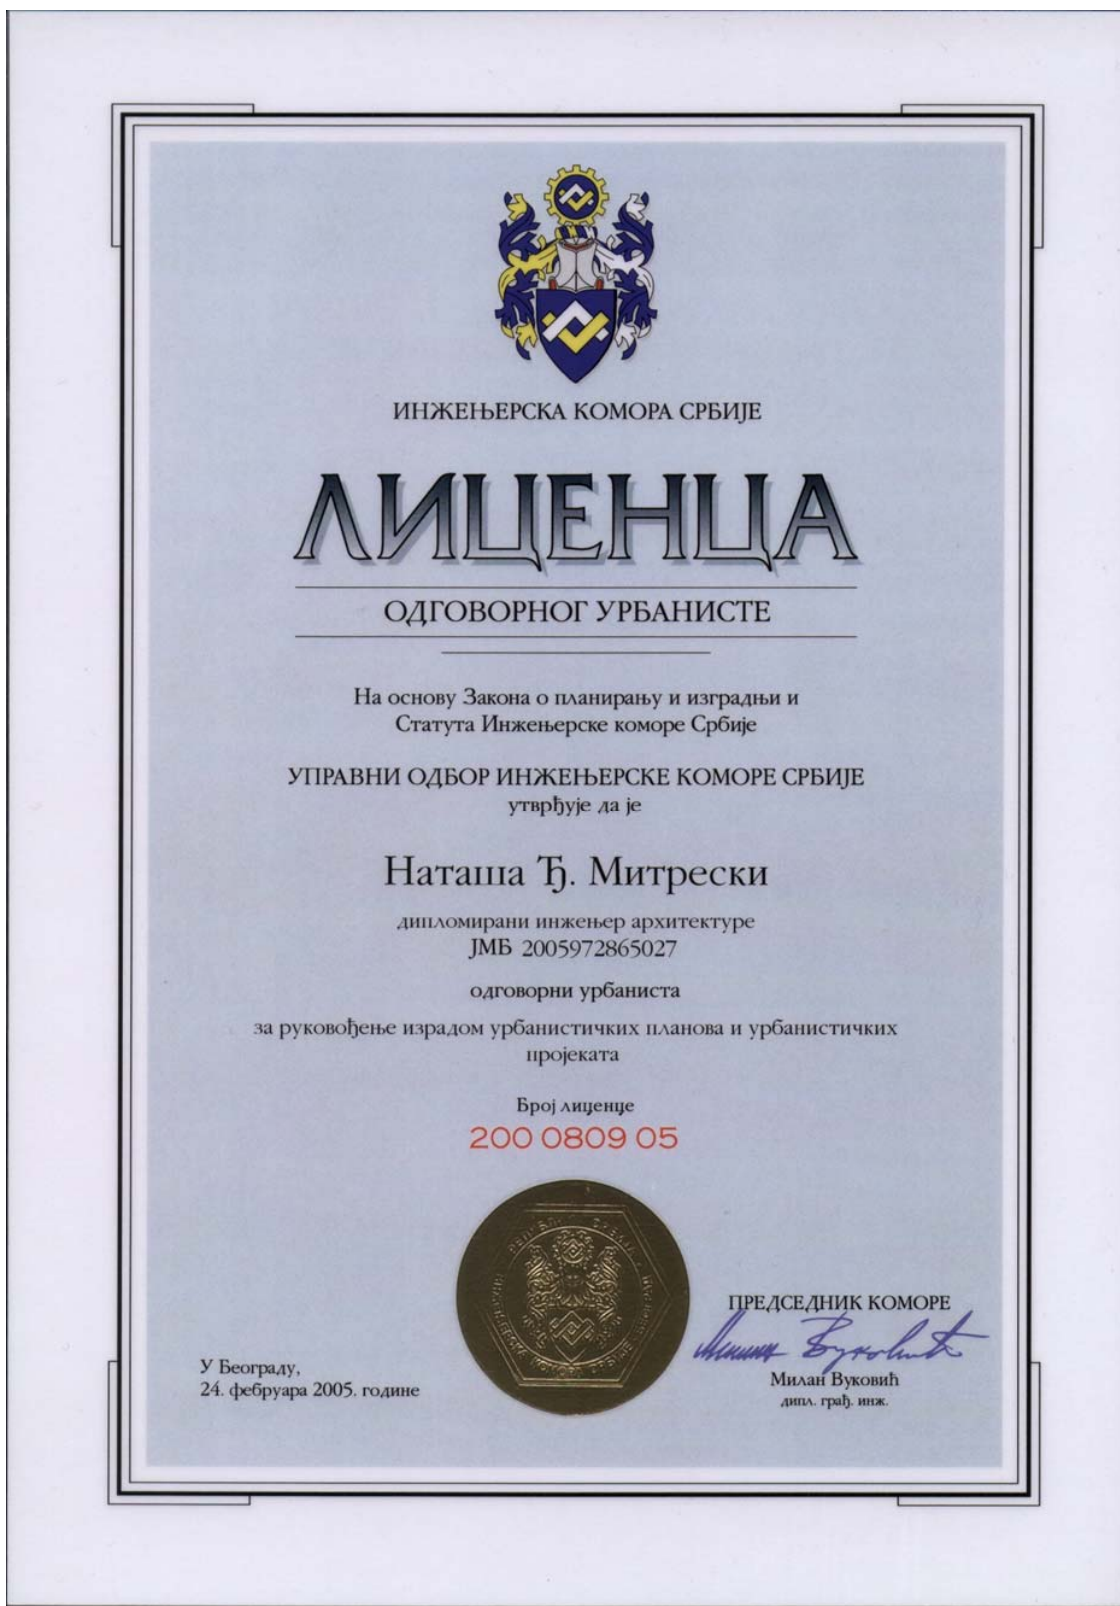 ИНЖЕЊЕРСКА КОМОРА СРБИЈЕ
ЛИЦЕНЦА
ОДГОВОРНОГ УРБАНИСТЕ
На основу Закона о планирању и изградњи и
Статута Инжењерске коморе Србије
УПРАВНИ ОДБОР ИНЖЕЊЕРСКЕ КОМОРЕ СРБИЈЕ
утврђује да је
Наташа Ђ. Митрески
дипломирани инжењер архитектуре
ЈМБ 2005972865027
одговорни урбаниста
за руковођење израдом урбанистичких планова и урбанистичких
пројеката
Број лиценце
200 0809 05
У Београду,
24. фебруара 2005. године
ПРЕДСЕДНИК КОМОРЕ
Милан Вуковић
дипл. грађ. инж.